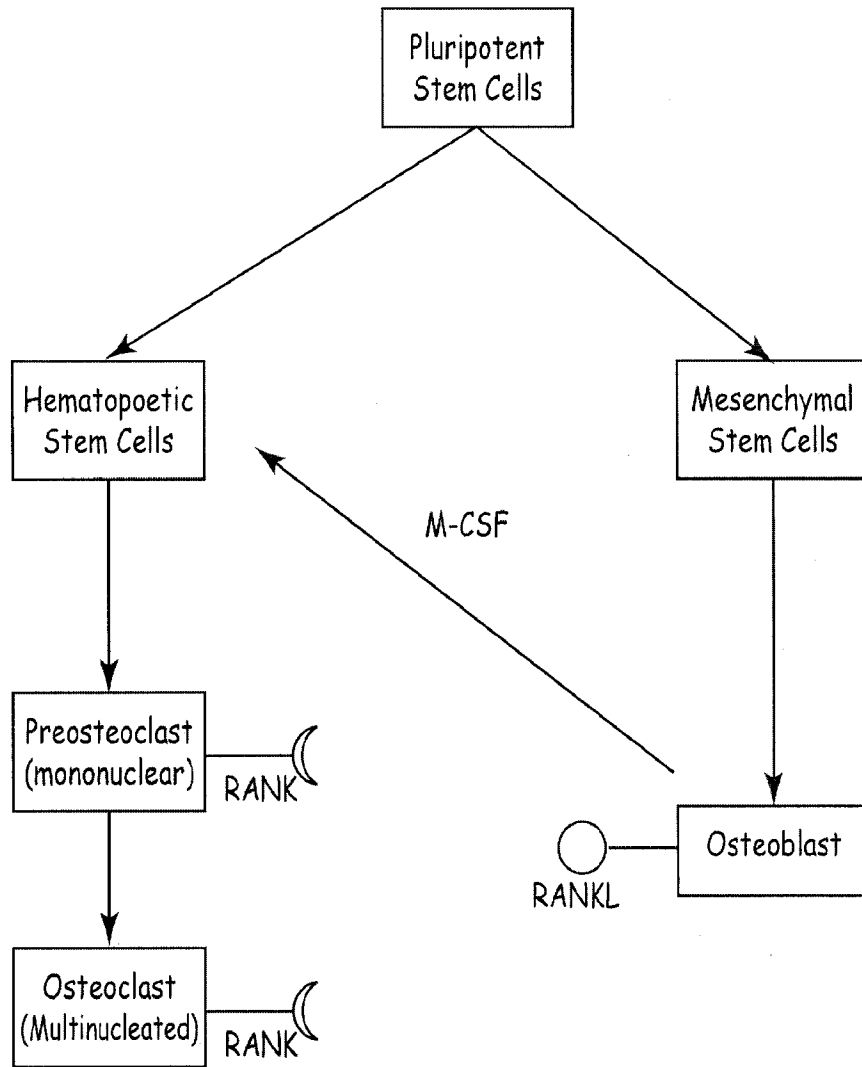 Pluripotent
Stem Cells
Hematopoetic
Stem Cells
Mesenchymal
Stem Cells
M-CSF
Preosteoclast
(mononuclear)
RANK
Osteoblast
RANKL
Osteoclast
(Multinucleated)
RANK